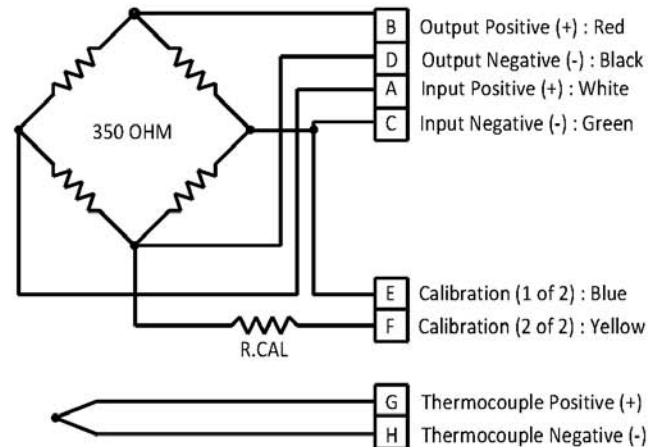 B Output Positive (+) : Red
D Output Negative (-) : Black
A Input Positive (+) : White
C Input Negative (-) : Green
350 OHM
E Calibration (1 of 2) : Blue
F Calibration (2 of 2) : Yellow
R.CAL
G Thermocouple Positive (+)
H Thermocouple Negative (-)